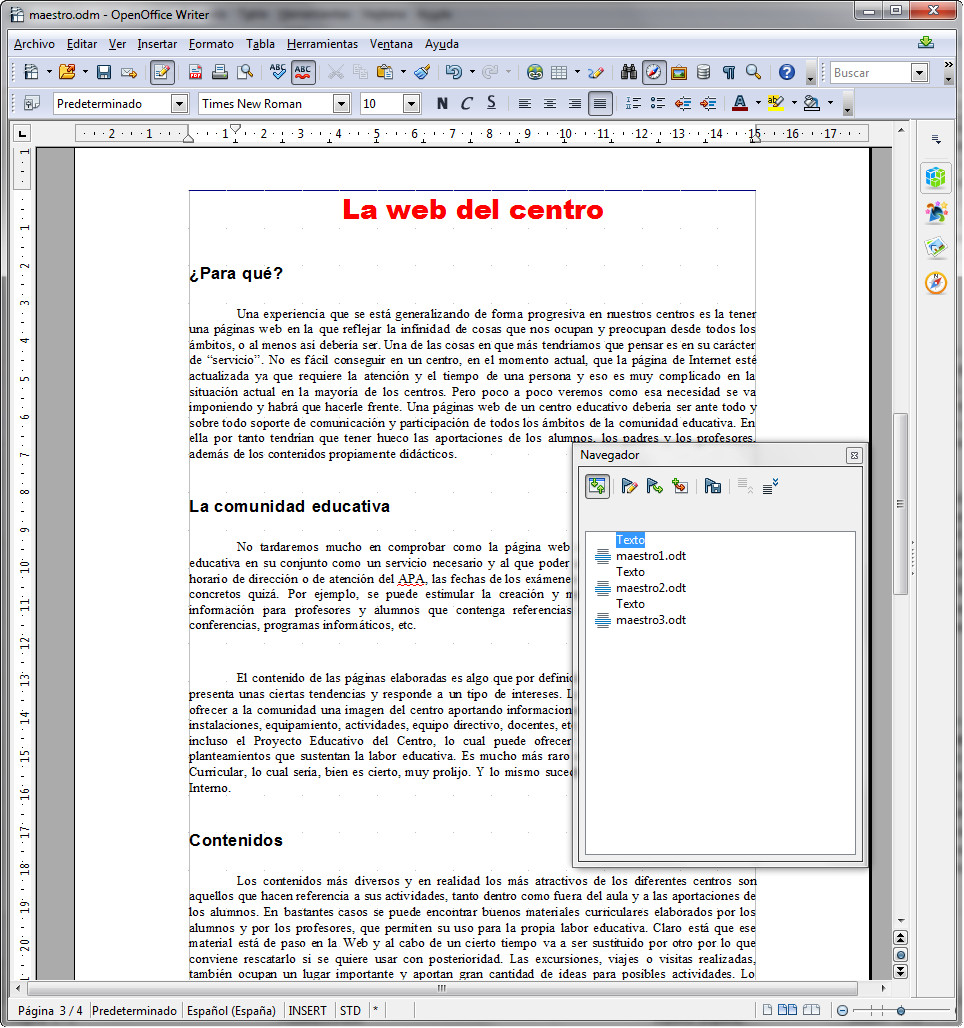 maestro.odm - OpenOffice Writer
Archivo Editar Ver Insertar Formato Tabla Herramientas Ventana Ayuda
ABC ABC Buscar
Predeterminado Times New Roman 10 N C S A
2 1 1 2 3 4 5 6 7 8 9 10 11 12 13 14 15 16 17
La web del centro
¿Para qué?
Una experiencia que se está generalizando de forma progresiva en nuestros centros es la tener
una páginas web en la que reflejar la infinidad de cosas que nos ocupan y preocupan desde todos los
ámbitos, o al menos así debería ser. Una de las cosas en que más tendríamos que pensar es en su carácter
de “servicio”. No es fácil conseguir en un centro, en el momento actual, que la página de Internet esté
actualizada ya que requiere la atención y el tiempo de una persona y eso es muy complicado en la
situación actual en la mayoría de los centros. Pero poco a poco veremos como esa necesidad se va
imponiendo y habrá que hacerle frente. Una páginas web de un centro educativo debería ser ante todo y
sobre todo soporte de comunicación y participación de todos los ámbitos de la comunidad educativa. En
ella por tanto tendrían que tener hueco las aportaciones de los alumnos, los padres y los profesores,
además de los contenidos propiamente didácticos.
Navegador
Texto
maestro1.odt
Texto
maestro2.odt
Texto
maestro3.odt
La comunidad educativa
No tardaremos mucho en comprobar como la página web
educativa en su conjunto como un servicio necesario y al que poder
horario de dirección o de atención del APA, las fechas de los exámene
concretos quizá. Por ejemplo, se puede estimular la creación y m
información para profesores y alumnos que contenga referencias
conferencias, programas informáticos, etc.
El contenido de las páginas elaboradas es algo que por definic
presenta unas ciertas tendencias y responde a un tipo de intereses. L
ofrecer a la comunidad una imagen del centro aportando informacion
instalaciones, equipamiento, actividades, equipo directivo, docentes, etc
incluso el Proyecto Educativo del Centro, lo cual puede ofrecer
planteamientos que sustentan la labor educativa. Es mucho más raro
Curricular, lo cual sería, bien es cierto, muy prolijo. Y lo mismo suced
Interno.
Contenidos
Los contenidos más diversos y en realidad los más atractivos de los diferentes centros son
aquellos que hacen referencia a sus actividades, tanto dentro como fuera del aula y a las aportaciones de
los alumnos. En bastantes casos se puede encontrar buenos materiales curriculares elaborados por los
alumnos y por los profesores, que permiten su uso para la propia labor educativa. Claro está que ese
material está de paso en la Web y al cabo de un cierto tiempo va a ser sustituido por otro por lo que
conviene rescatarlo si se quiere usar con posterioridad. Las excursiones, viajes o visitas realizadas,
también ocupan un lugar importante y aportan gran cantidad de ideas para posibles actividades. Lo
Página 3 / 4 Predeterminado Español (España) INSERT STD *